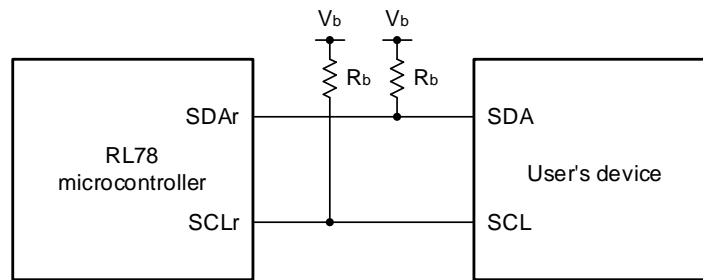 Vb Vb
Rb Rb
SDAr SDA
RL78
microcontroller User's device
SCLr SCL